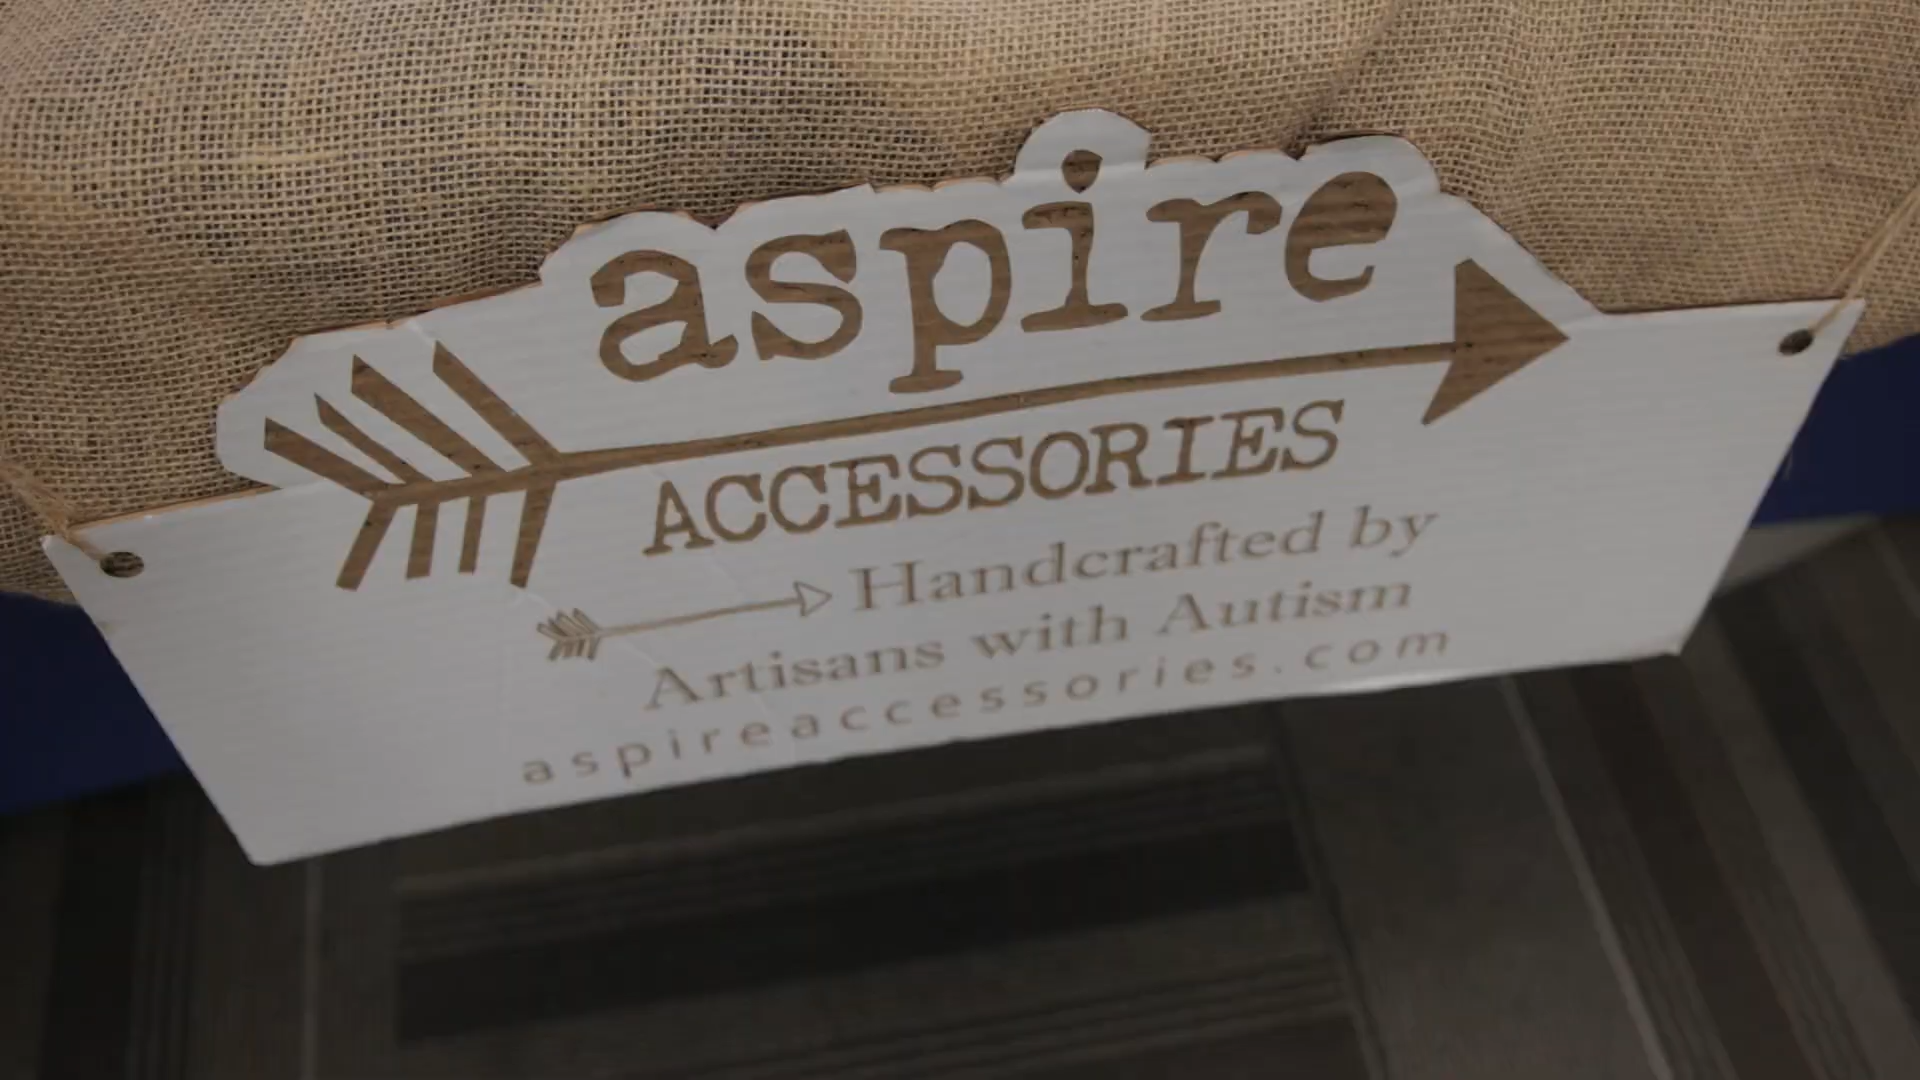 aspire
ACCESSORIES
Handcrafted by
Artisans with Autism
aspireaccessories.com